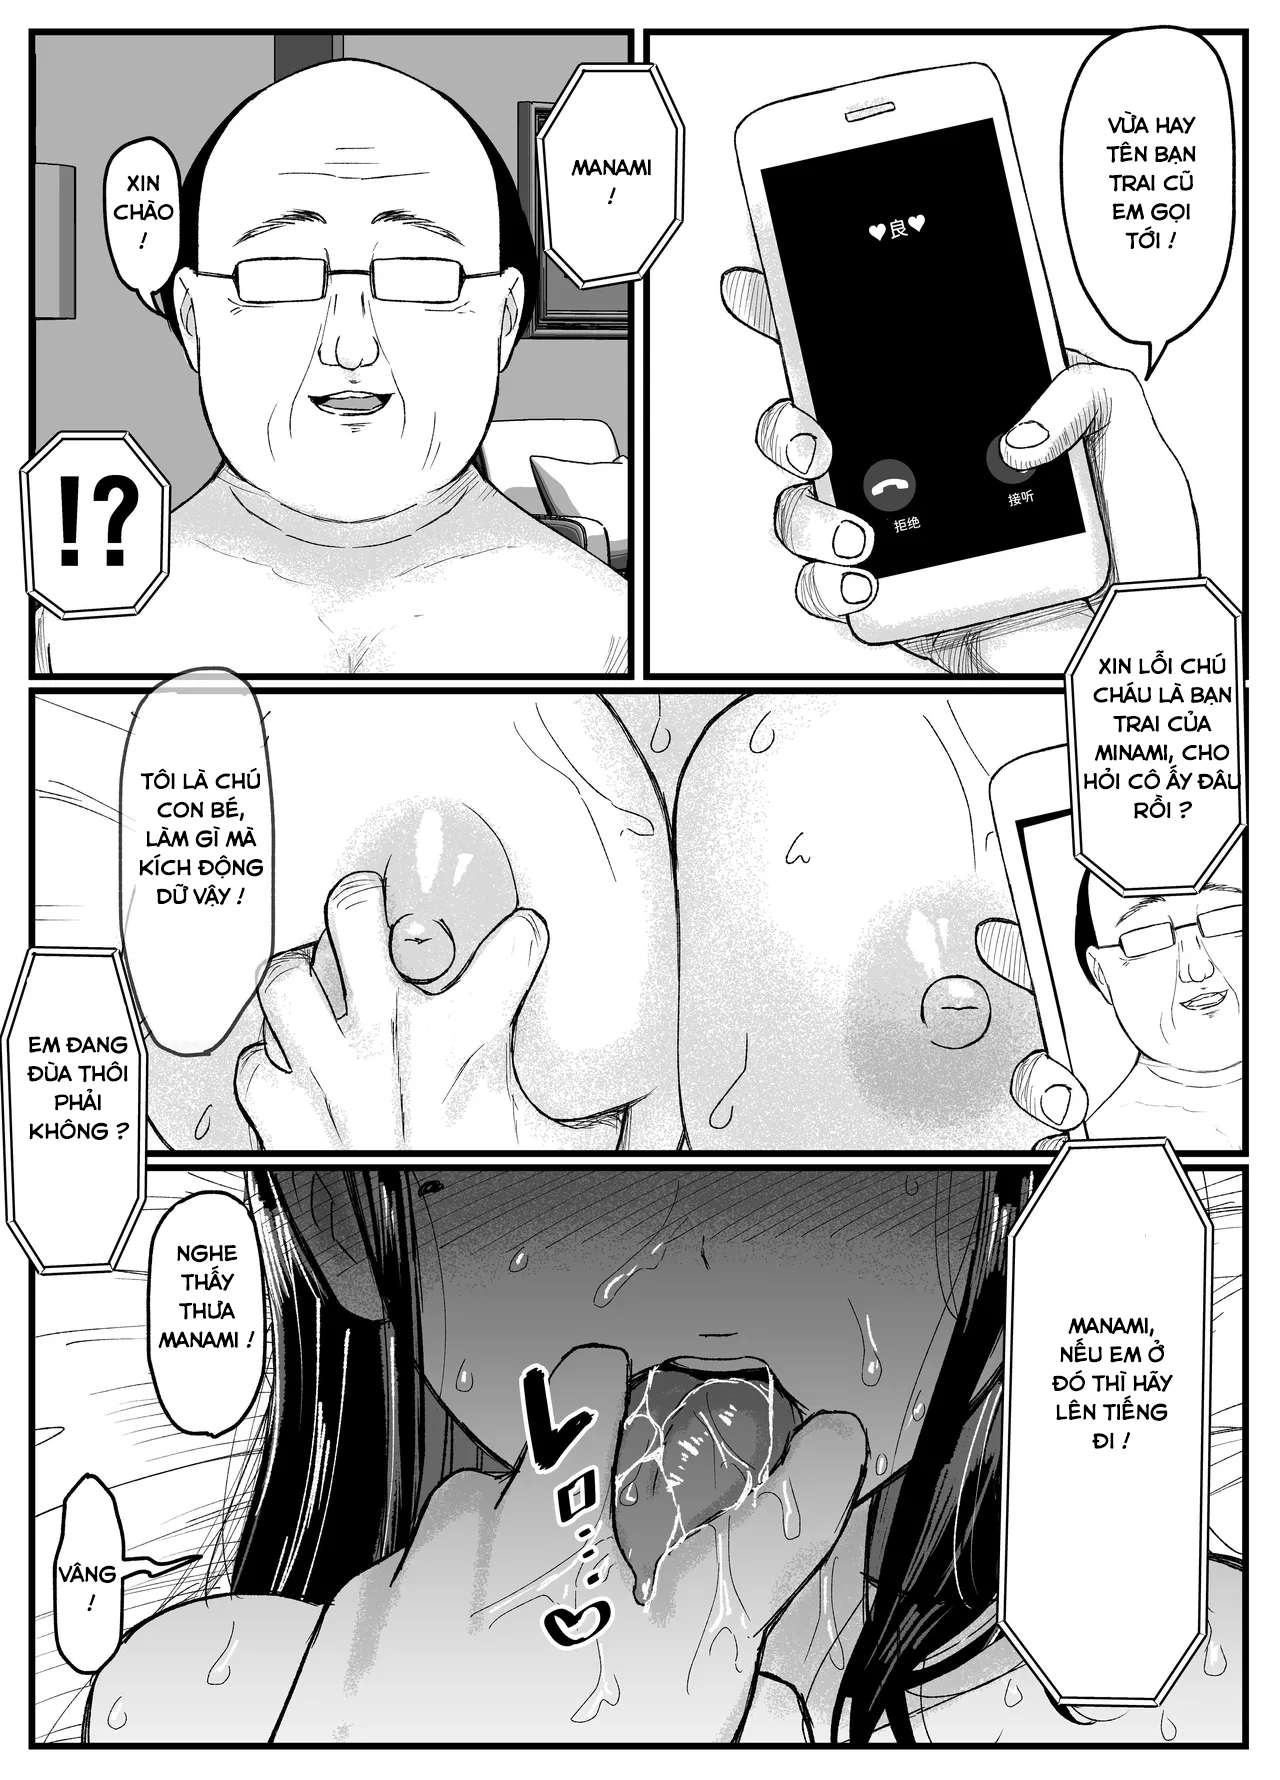 VỪA HAY
TÊN BẠN
TRAI CŨ
EM GỌI
TỚI !
♥良♥
拒绝
接听
MANAMI
!
XIN
CHÀO
!
!?
XIN LỖI CHÚ
CHÁU LÀ BẠN
TRAI CỦA
MINAMI, CHO
HỎI CÔ ẤY ĐÂU
RỒI ?
TÔI LÀ CHÚ
CON BÉ,
LÀM GÌ MÀ
KÍCH ĐỘNG
DỮ VẬY !
EM ĐANG
ĐÙA THÔI
PHẢI
KHÔNG ?
MANAMI,
NẾU EM Ở
ĐÓ THÌ HÃY
LÊN TIẾNG
ĐI !
NGHE
THẤY
THƯA
MANAMI !
レロ…♡
VÂNG
!